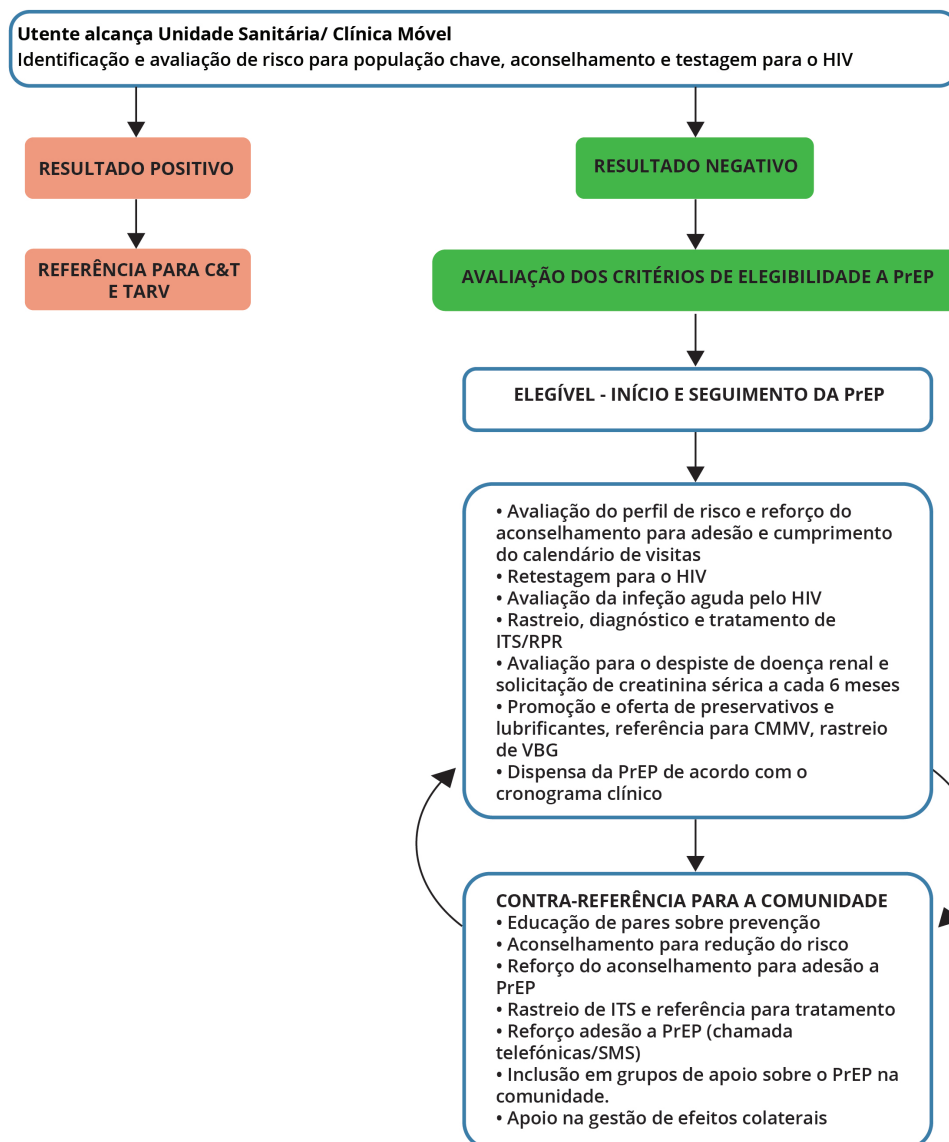 Utente alcança Unidade Sanitária/ Clínica Móvel
Identificação e avaliação de risco para população chave, aconselhamento e testagem para o HIV
RESULTADO POSITIVO
RESULTADO NEGATIVO
REFERÊNCIA PARA C&T
E TARV
AVALIAÇÃO DOS CRITÉRIOS DE ELEGIBILIDADE A PrEP
ELEGÍVEL - INÍCIO E SEGUIMENTO DA PrEP
• Avaliação do perfil de risco e reforço do
aconselhamento para adesão e cumprimento
do calendário de visitas
• Retestagem para o HIV
• Avaliação da infeção aguda pelo HIV
• Rastreio, diagnóstico e tratamento de
ITS/RPR
• Avaliação para o despiste de doença renal e
solicitação de creatinina sérica a cada 6 meses
• Promoção e oferta de preservativos e
lubrificantes, referência para CMMV, rastreio
de VBG
• Dispensa da PrEP de acordo com o
cronograma clínico
CONTRA-REFERÊNCIA PARA A COMUNIDADE
• Educação de pares sobre prevenção
• Aconselhamento para redução do risco
• Reforço do aconselhamento para adesão a
PrEP
• Rastreio de ITS e referência para tratamento
• Reforço adesão a PrEP (chamada
telefónicas/SMS)
• Inclusão em grupos de apoio sobre o PrEP na
comunidade.
• Apoio na gestão de efeitos colaterais